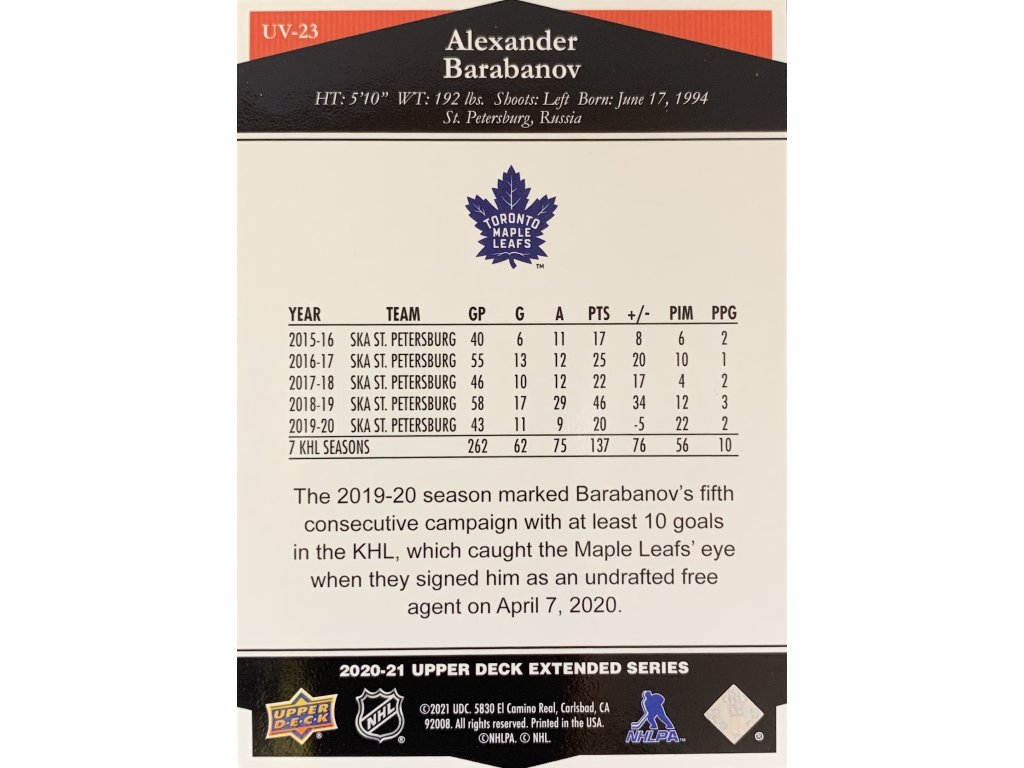 UV-23
Alexander
Barabanov
HT: 5'10" WT: 192 lbs. Shoots: Left Born: June 17, 1994
St. Petersburg, Russia
TORONTO
MAPLE
LEAFS
TM
YEAR TEAM GP G A PTS +/- PIM PPG
2015-16 SKA ST. PETERSBURG 40 6 11 17 8 6 2
2016-17 SKA ST. PETERSBURG 55 13 12 25 20 10 1
2017-18 SKA ST. PETERSBURG 46 10 12 22 17 4 2
2018-19 SKA ST. PETERSBURG 58 17 29 46 34 12 3
2019-20 SKA ST. PETERSBURG 43 11 9 20 -5 22 2
7 KHL SEASONS 262 62 75 137 76 56 10
The 2019-20 season marked Barabanov's fifth
consecutive campaign with at least 10 goals
in the KHL, which caught the Maple Leafs' eye
when they signed him as an undrafted free
agent on April 7, 2020.
2020-21 UPPER DECK EXTENDED SERIES
UPPER
D·E·C·K
NHL
®
©2021 UDC. 5830 El Camino Real, Carlsbad, CA
92008. All rights reserved. Printed in the USA.
©NHLPA. © NHL.
NHLPA™
®